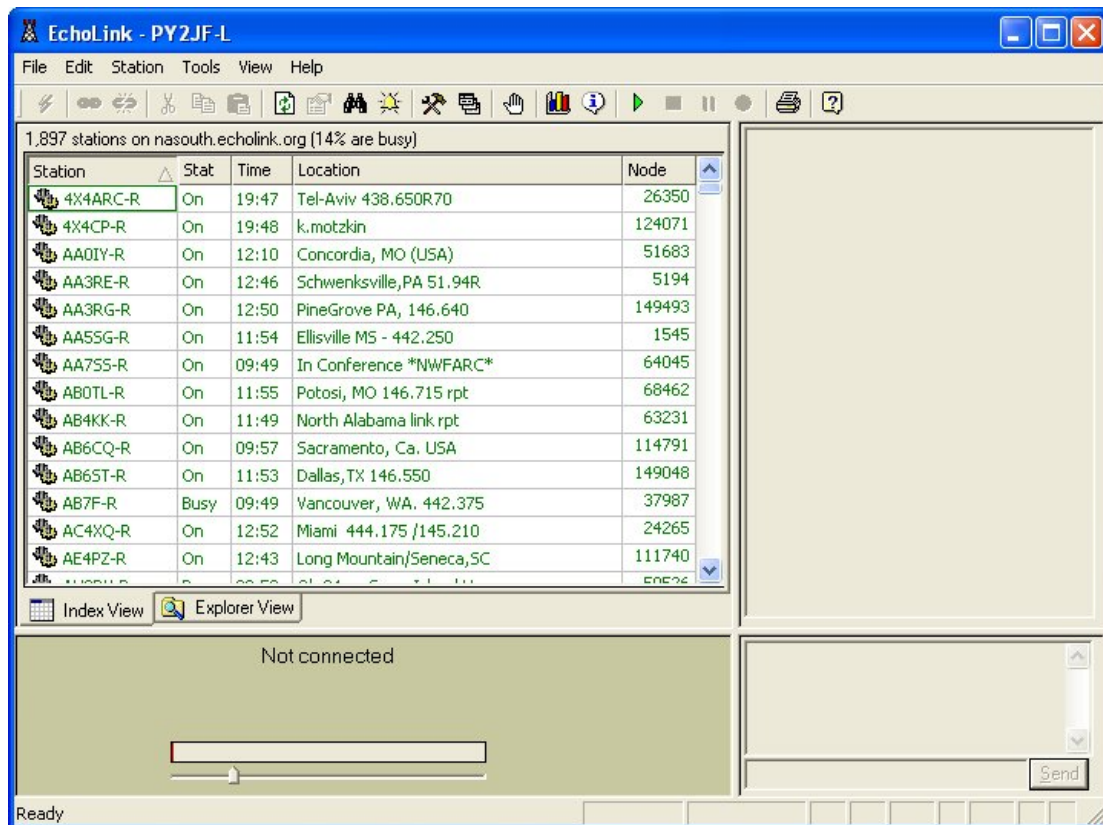 EchoLink - PY2JF-L
File Edit Station Tools View Help
1,897 stations on nasouth.echolink.org (14% are busy)
Station Stat Time Location Node
4X4ARC-R On 19:47 Tel-Aviv 438.650R70 26350
4X4CP-R On 19:48 k.motzkin 124071
AA0IY-R On 12:10 Concordia, MO (USA) 51683
AA3RE-R On 12:46 Schwenksville,PA 51.94R 5194
AA3RG-R On 12:50 PineGrove PA, 146.640 149493
AA5SG-R On 11:54 Ellisville MS - 442.250 1545
AA7SS-R On 09:49 In Conference *NWFARC* 64045
AB0TL-R On 11:55 Potosi, MO 146.715 rpt 68462
AB4KK-R On 11:49 North Alabama link rpt 63231
AB6CQ-R On 09:57 Sacramento, Ca. USA 114791
AB6ST-R On 11:53 Dallas,TX 146.550 149048
AB7F-R Busy 09:49 Vancouver, WA. 442.375 37987
AC4XQ-R On 12:52 Miami 444.175 /145.210 24265
AE4PZ-R On 12:43 Long Mountain/Seneca,SC 111740
Index View Explorer View
Not connected
Send
Ready